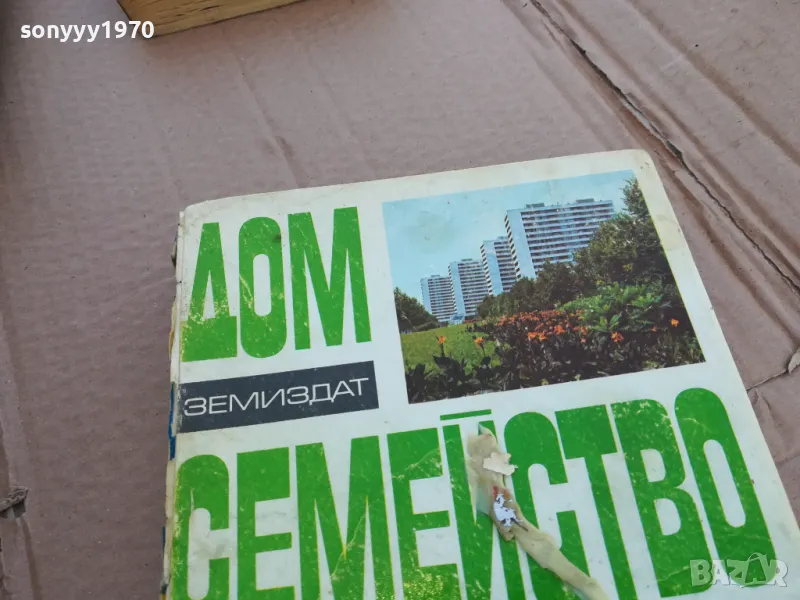 sonyyy1970
ДОМ
ЗЕМИЗДАТ
СЕМЕЙСТВО
BAZAR